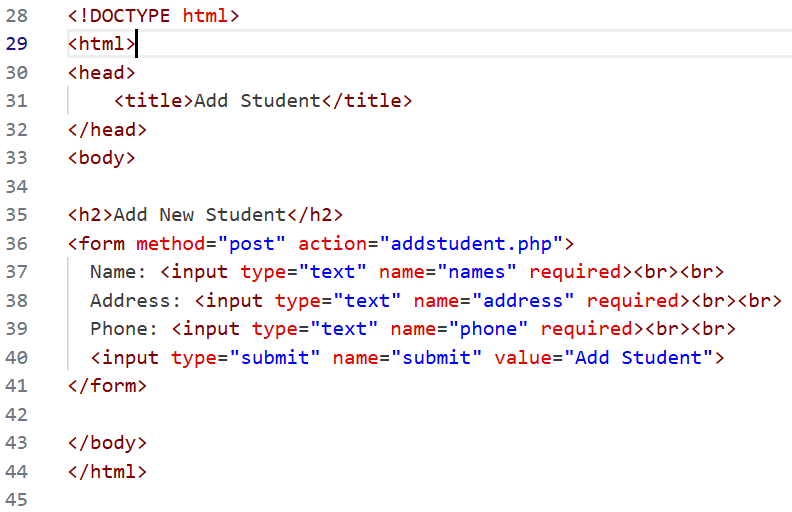 28 <!DOCTYPE html>
29 <html>
30 <head>
31     <title>Add Student</title>
32 </head>
33 <body>
34
35 <h2>Add New Student</h2>
36 <form method="post" action="addstudent.php">
37   Name: <input type="text" name="names" required><br><br>
38   Address: <input type="text" name="address" required><br><br>
39   Phone: <input type="text" name="phone" required><br><br>
40   <input type="submit" name="submit" value="Add Student">
41 </form>
42
43 </body>
44 </html>
45